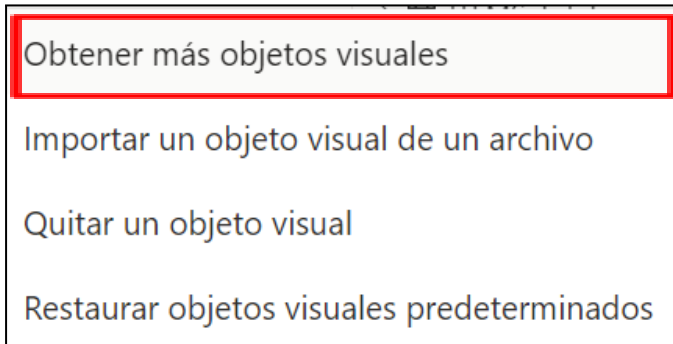 Obtener más objetos visuales
Importar un objeto visual de un archivo
Quitar un objeto visual
Restaurar objetos visuales predeterminados